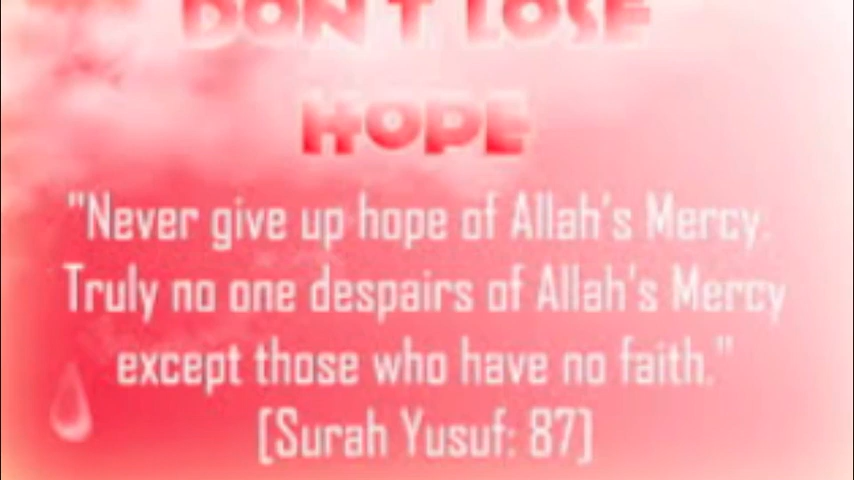 DON'T LOSE
HOPE
"Never give up hope of Allah's Mercy.
Truly no one despairs of Allah's Mercy
except those who have no faith."
[Surah Yusuf: 87]